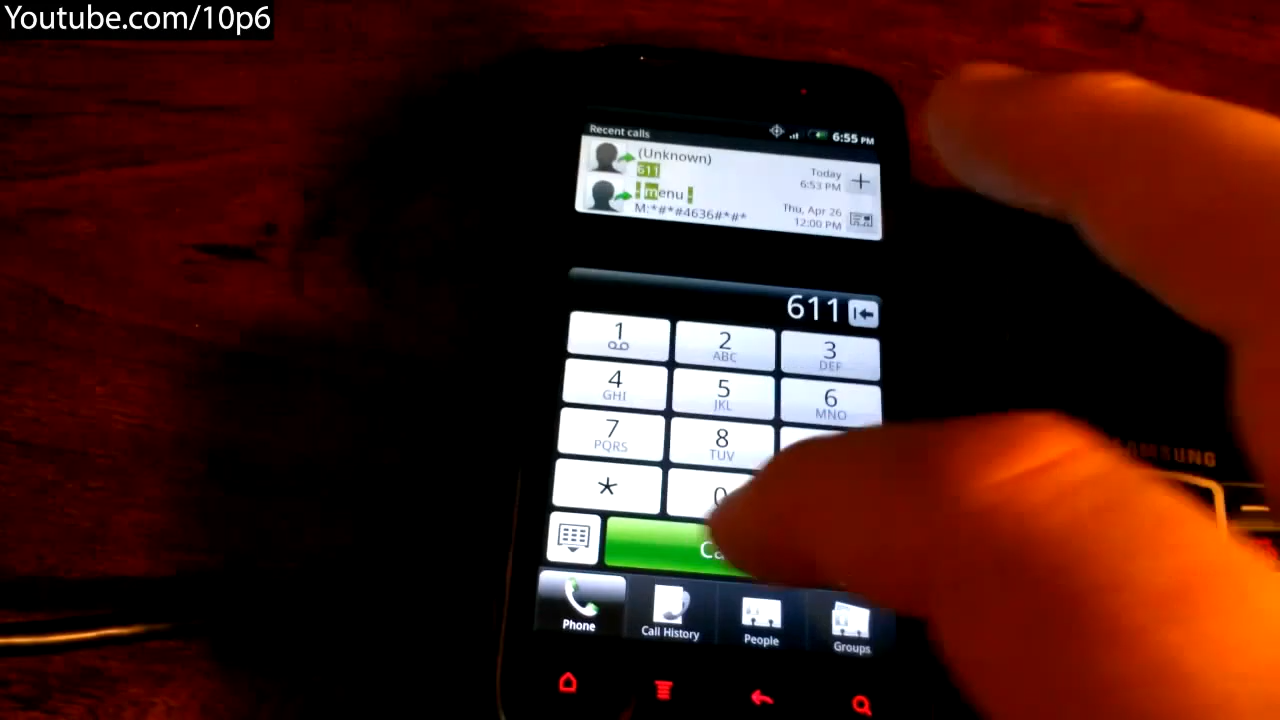 Youtube.com/10p6
Recent calls
6:55 PM
(Unknown)
611
Today
6:53 PM
menu
M:*#*#4636#*#*
Thu, Apr 26
12:00 PM
611
1
2
ABC
3
DEF
4
GHI
5
JKL
6
MNO
7
PQRS
8
TUV
*
0
SAMSUNG
Phone
Call History
People
Groups